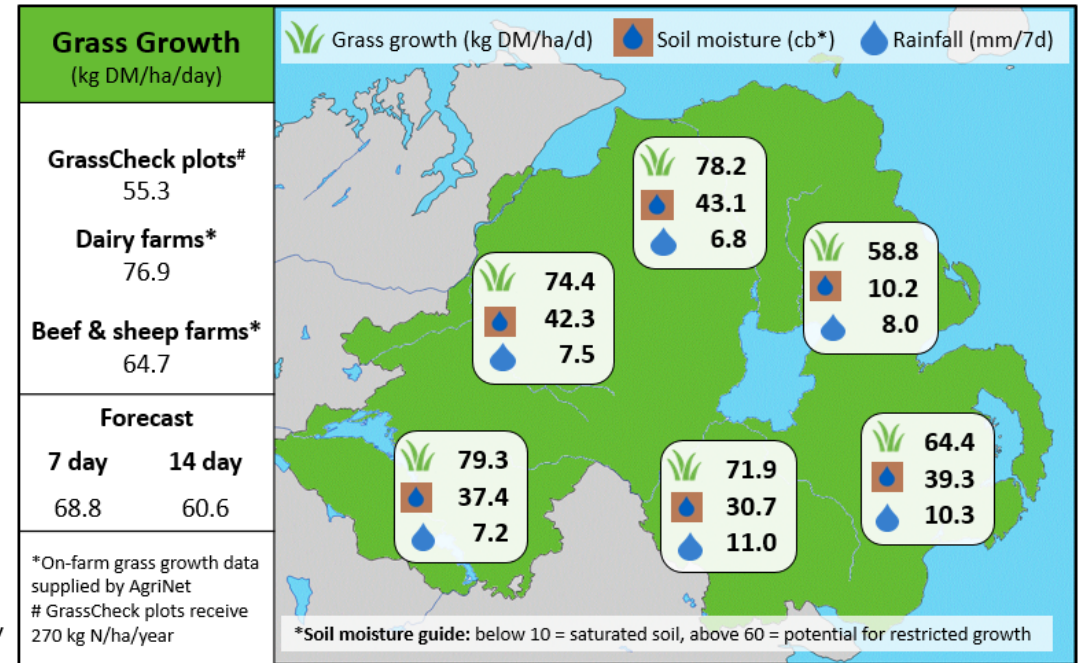 Grass Growth
(kg DM/ha/day)
GrassCheck plots#
55.3
Dairy farms*
76.9
Beef & sheep farms*
64.7
Forecast
7 day 14 day
68.8 60.6
*On-farm grass growth data
supplied by AgriNet
# GrassCheck plots receive
270 kg N/ha/year
Grass growth (kg DM/ha/d) Soil moisture (cb*) Rainfall (mm/7d)
78.2
43.1
6.8
58.8
10.2
8.0
74.4
42.3
7.5
79.3
37.4
7.2
71.9
30.7
11.0
64.4
39.3
10.3
*Soil moisture guide: below 10 = saturated soil, above 60 = potential for restricted growth